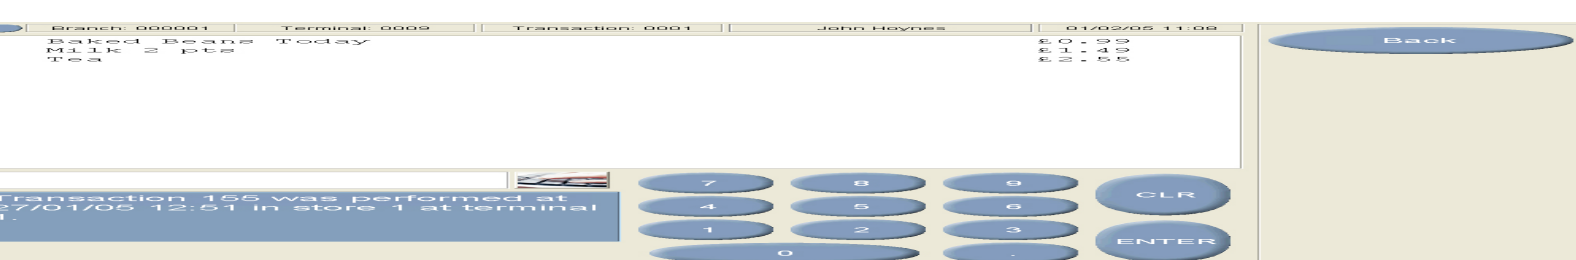 Branch: 000001 Terminal: 0009 Transaction: 0001 John Hoynes 01/02/05 11:08
Back
Baked Beans Today £0.99
Milk 2 pts £1.49
Tea £2.55
7 8 9 CLR
Transaction 155 was performed at
27/01/05 12:51 in store 1 at terminal
1.
4 5 6
1 2 3 ENTER
0 .